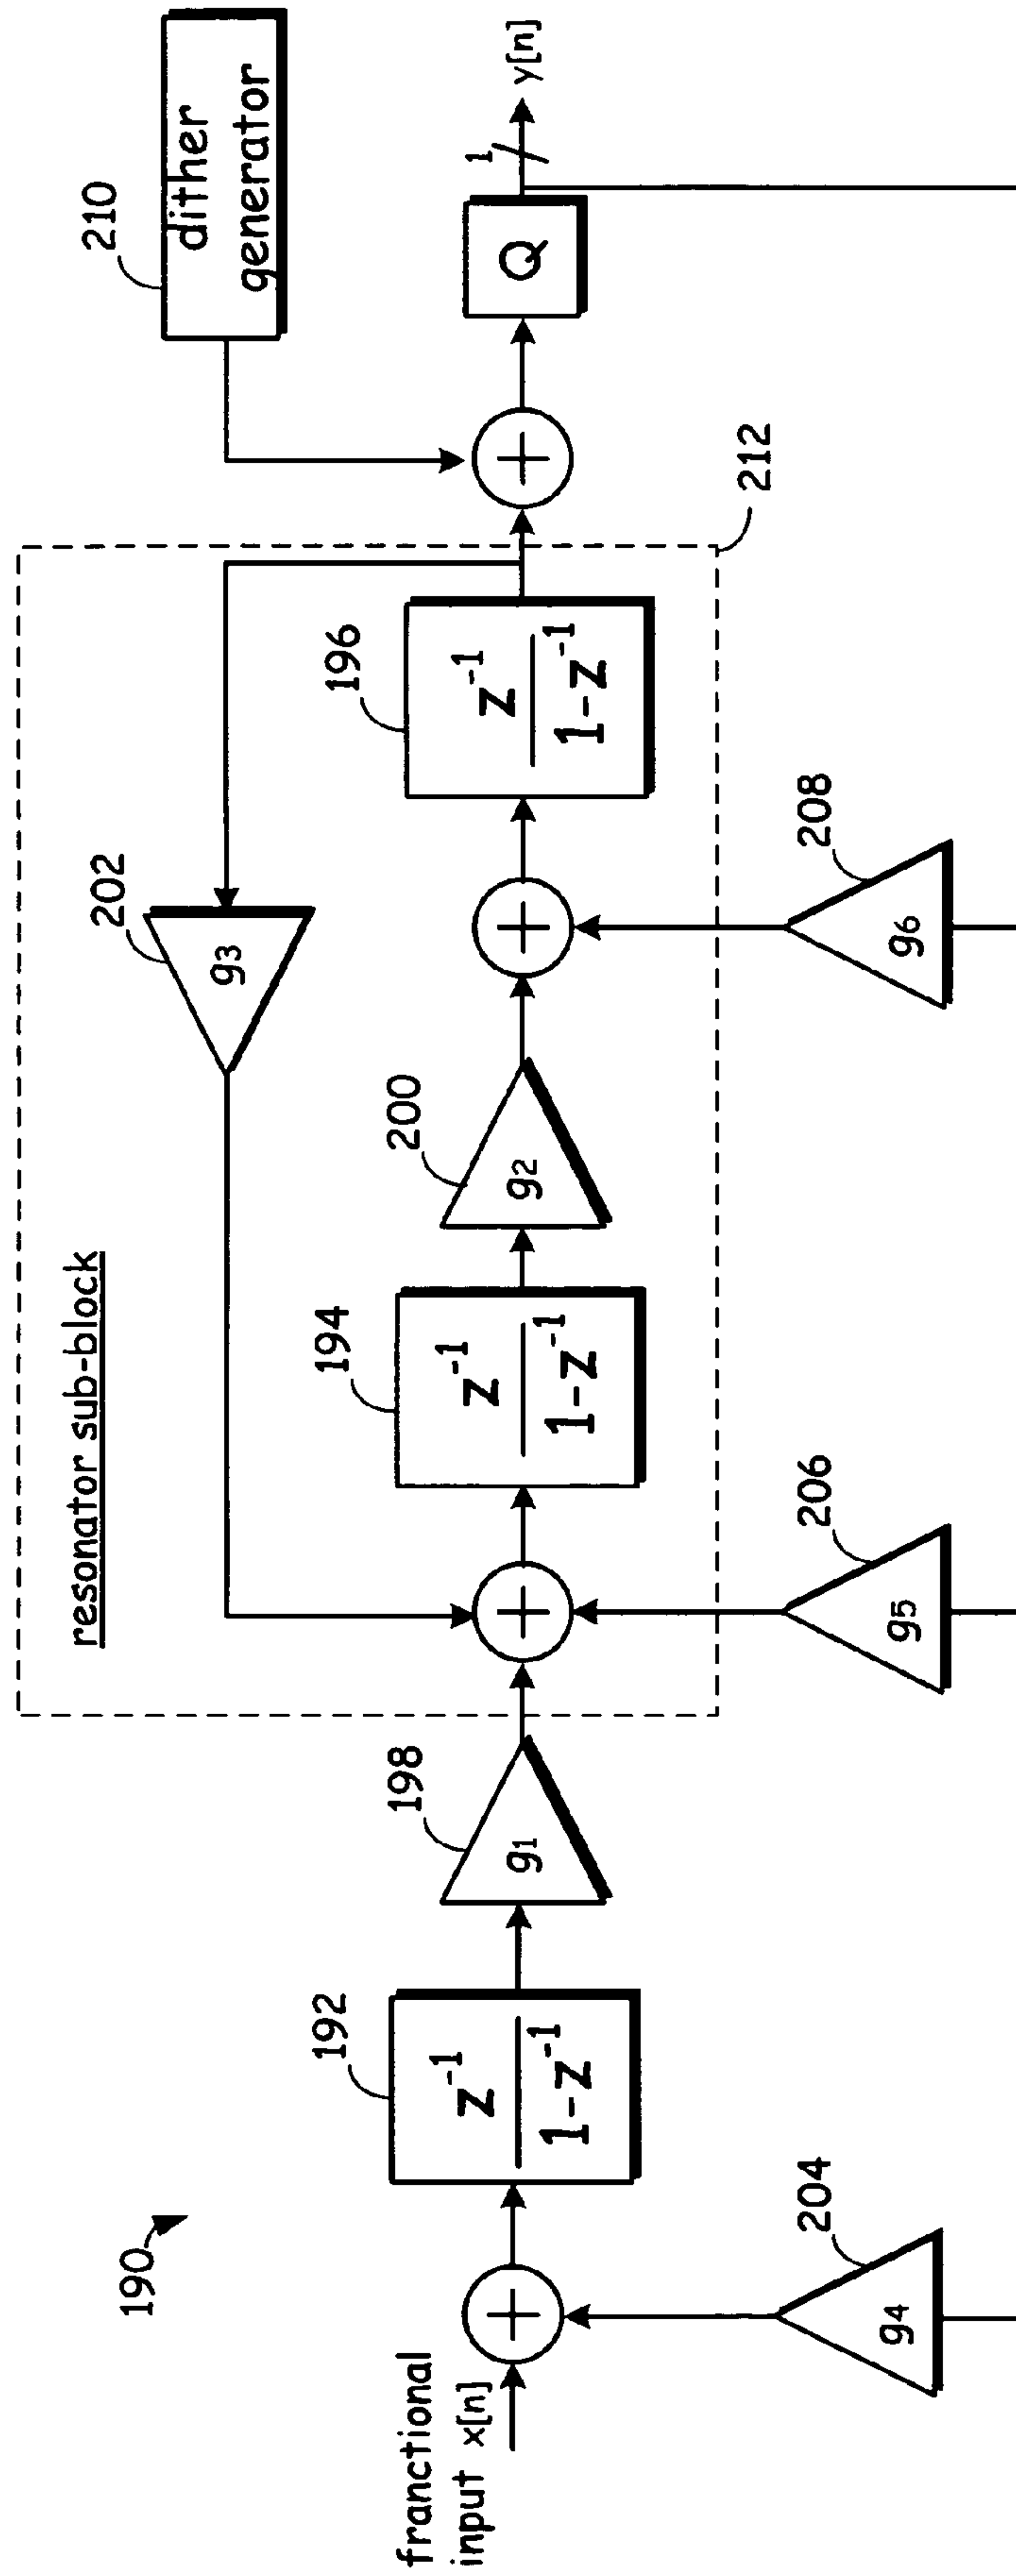 190
franctional
input x[n]
192
z⁻¹
1-z⁻¹
198
g1
204
g4
resonator sub-block
194
z⁻¹
1-z⁻¹
200
g2
206
g5
202
g3
196
z⁻¹
1-z⁻¹
208
g6
212
210
dither
generator
Q
1
y[n]